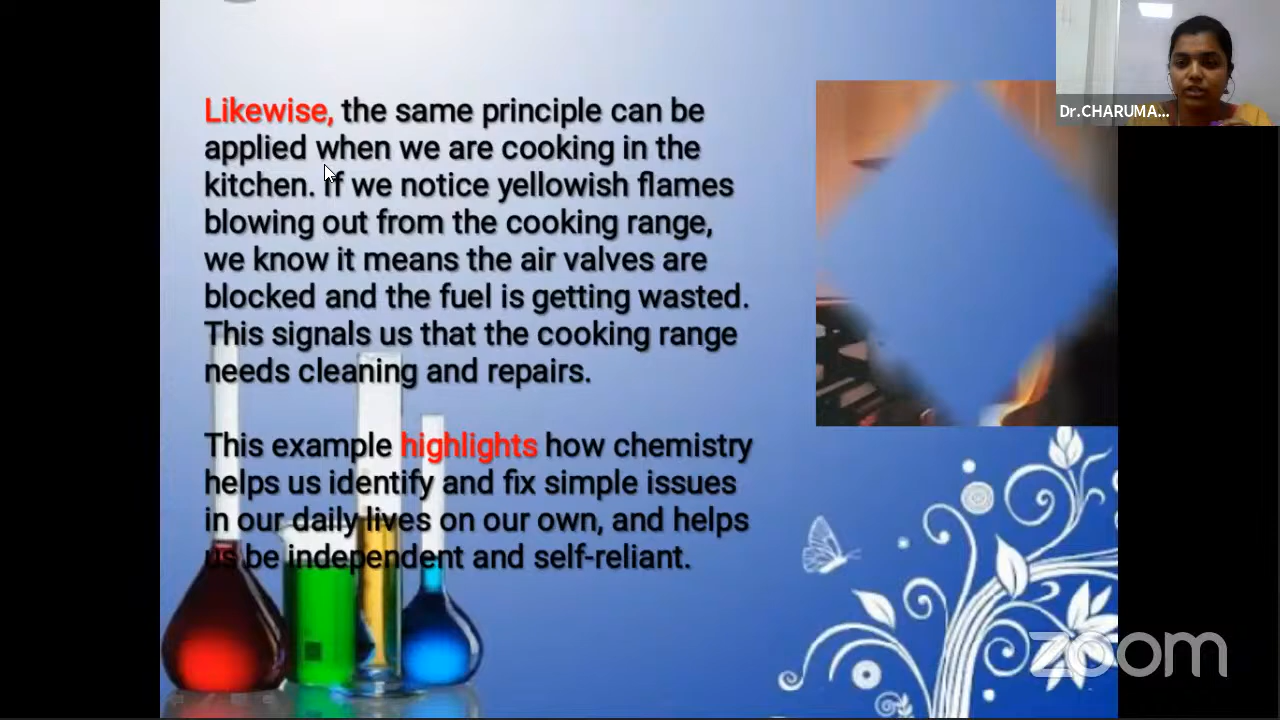 Likewise, the same principle can be
applied when we are cooking in the
kitchen. If we notice yellowish flames
blowing out from the cooking range,
we know it means the air valves are
blocked and the fuel is getting wasted.
This signals us that the cooking range
needs cleaning and repairs.
This example highlights how chemistry
helps us identify and fix simple issues
in our daily lives on our own, and helps
us be independent and self-reliant.
Dr.CHARUMA...
zoom